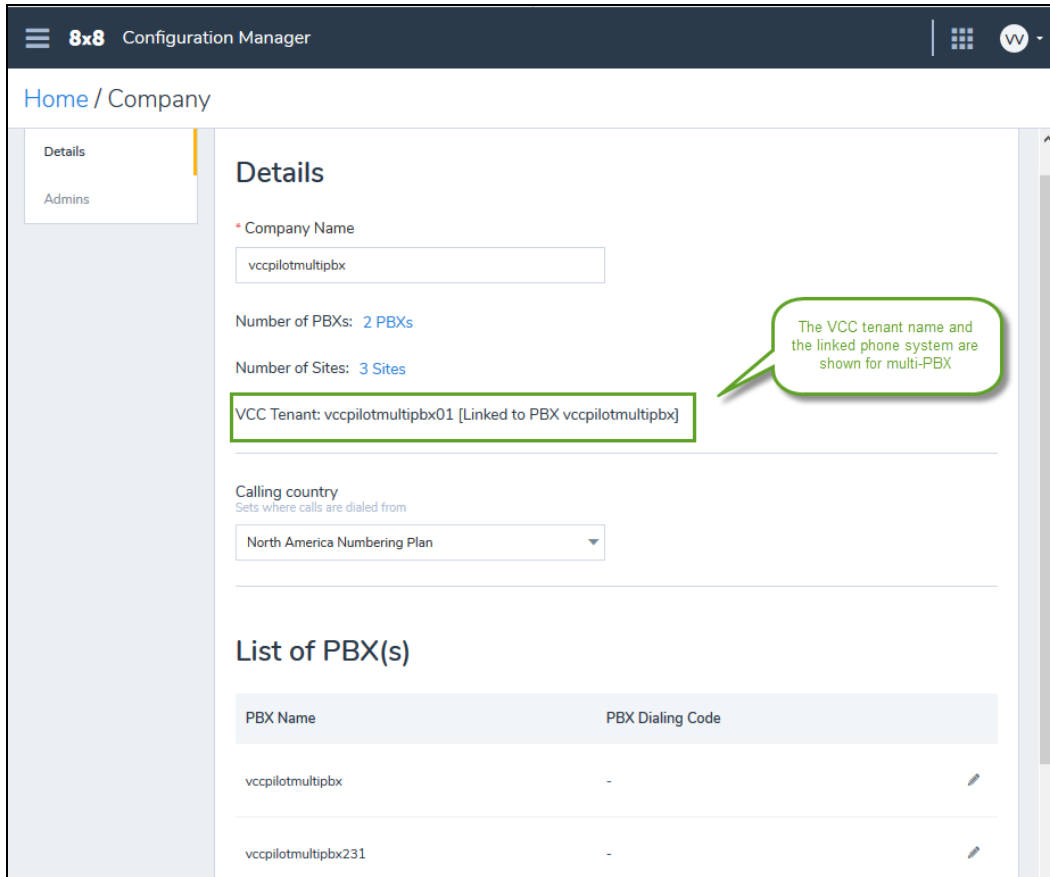 8x8 Configuration Manager
VV
Home / Company
Details
Admins
Details
* Company Name
vccpilotmultipbx
Number of PBXs: 2 PBXs
Number of Sites: 3 Sites
VCC Tenant: vccpilotmultipbx01 [Linked to PBX vccpilotmultipbx]
The VCC tenant name and
the linked phone system are
shown for multi-PBX
Calling country
Sets where calls are dialed from
North America Numbering Plan
List of PBX(s)
PBX Name PBX Dialing Code
vccpilotmultipbx -
vccpilotmultipbx231 -